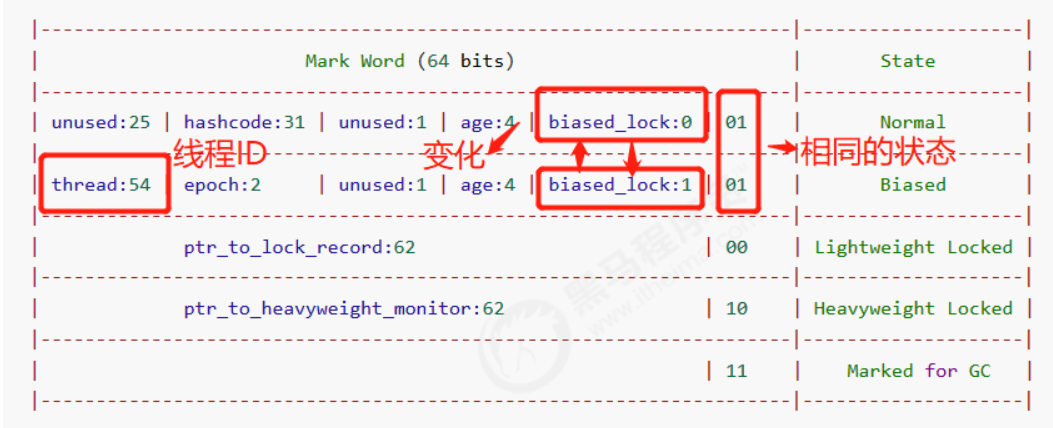 Mark Word (64 bits) | State
unused:25 | hashcode:31 | unused:1 | age:4 | biased_lock:0 | 01 | Normal
线程ID 变化 相同的状态
thread:54 epoch:2 | unused:1 | age:4 | biased_lock:1 | 01 | Biased
ptr_to_lock_record:62 | 00 | Lightweight Locked
ptr_to_heavyweight_monitor:62 | 10 | Heavyweight Locked
| 11 | Marked for GC
黑马程序员